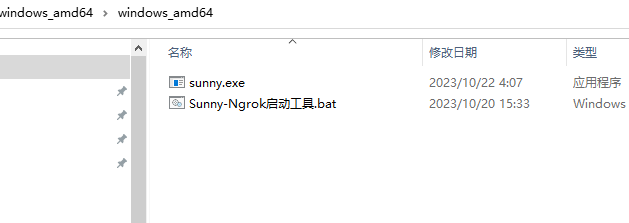 windows_amd64 > windows_amd64
名称 修改日期 类型
sunny.exe 2023/10/22 4:07 应用程序
Sunny-Ngrok启动工具.bat 2023/10/20 15:33 Windows